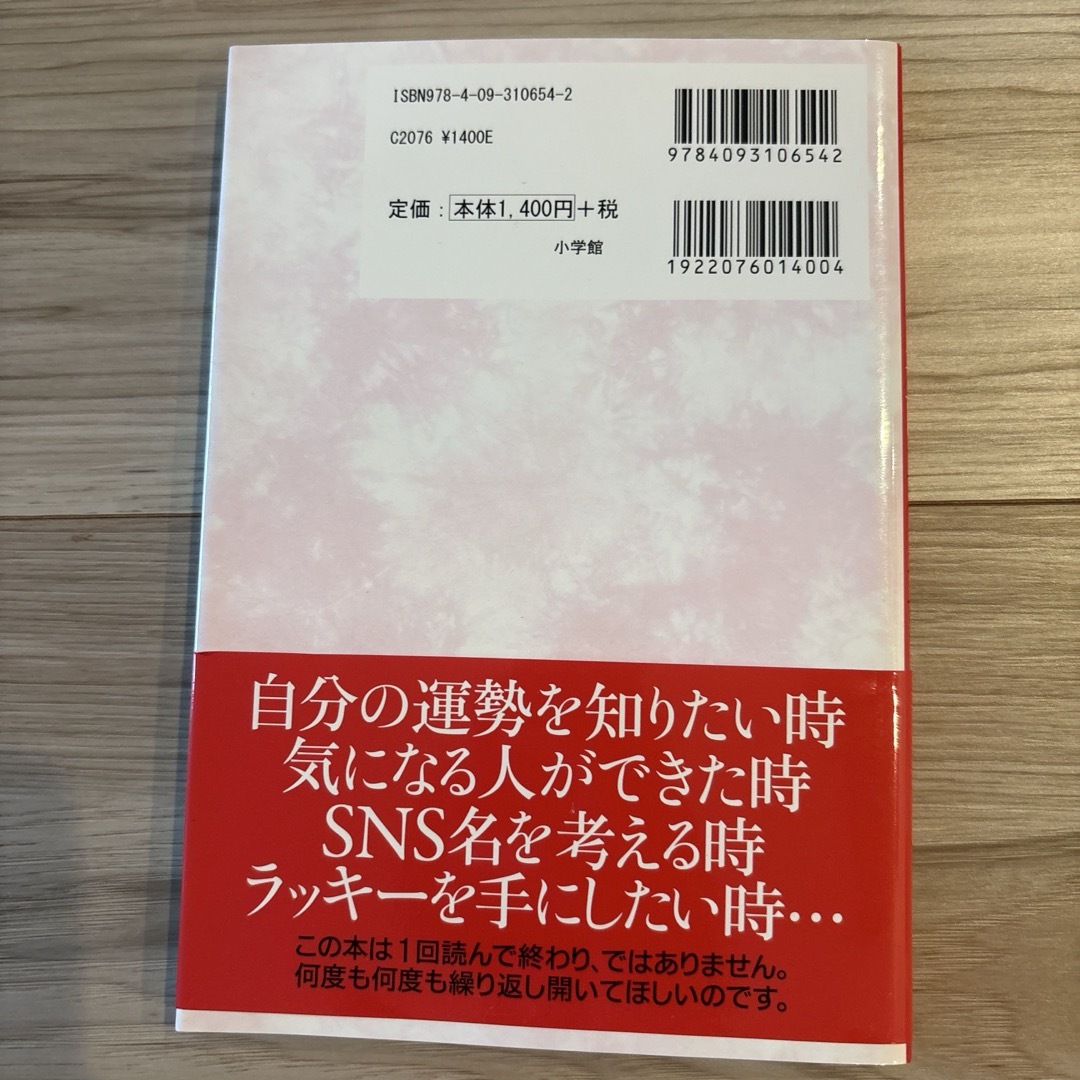 ISBN978-4-09-310654-2
C2076 ¥1400E
9784093106542
定価：本体1,400円+税
小学館
1922076014004
自分の運勢を知りたい時
気になる人ができた時
SNS名を考える時
ラッキーを手にしたい時…
この本は1回読んで終わり、ではありません。
何度も何度も繰り返し開いてほしいのです。